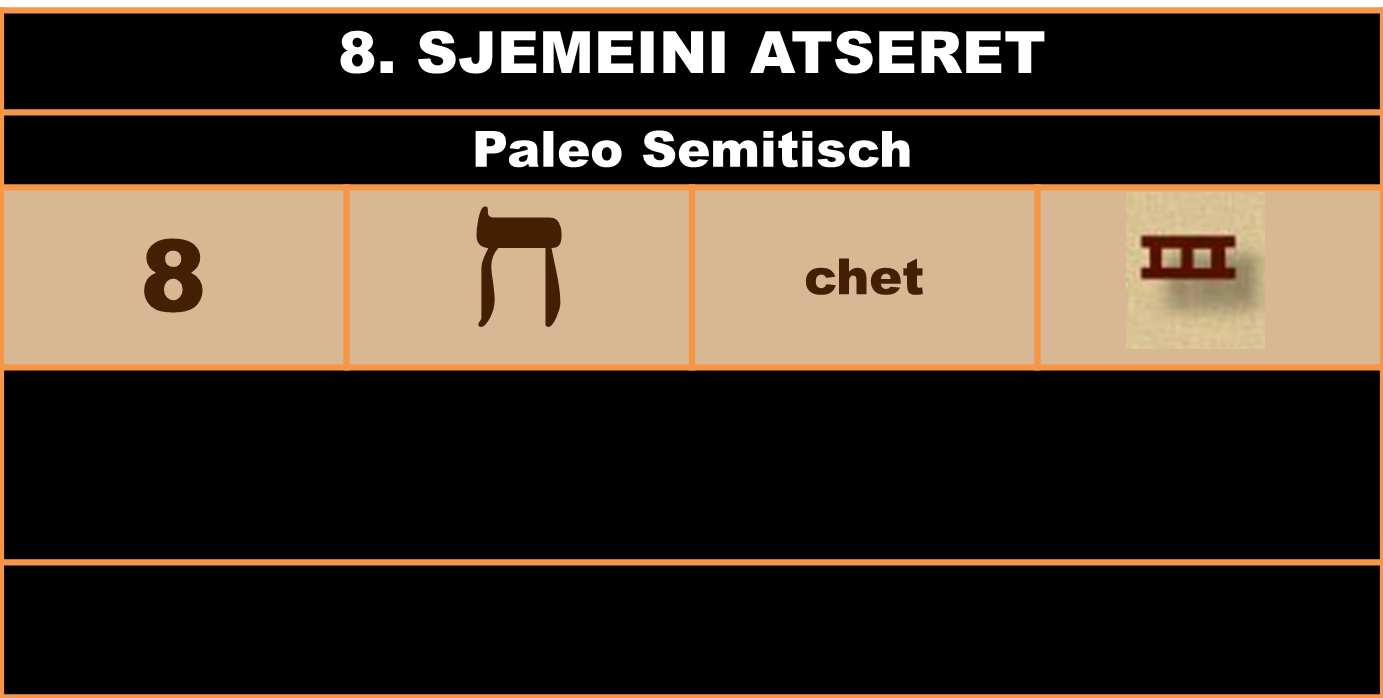 8. SJEMEINI ATSERET
Paleo Semitisch
8 ח chet